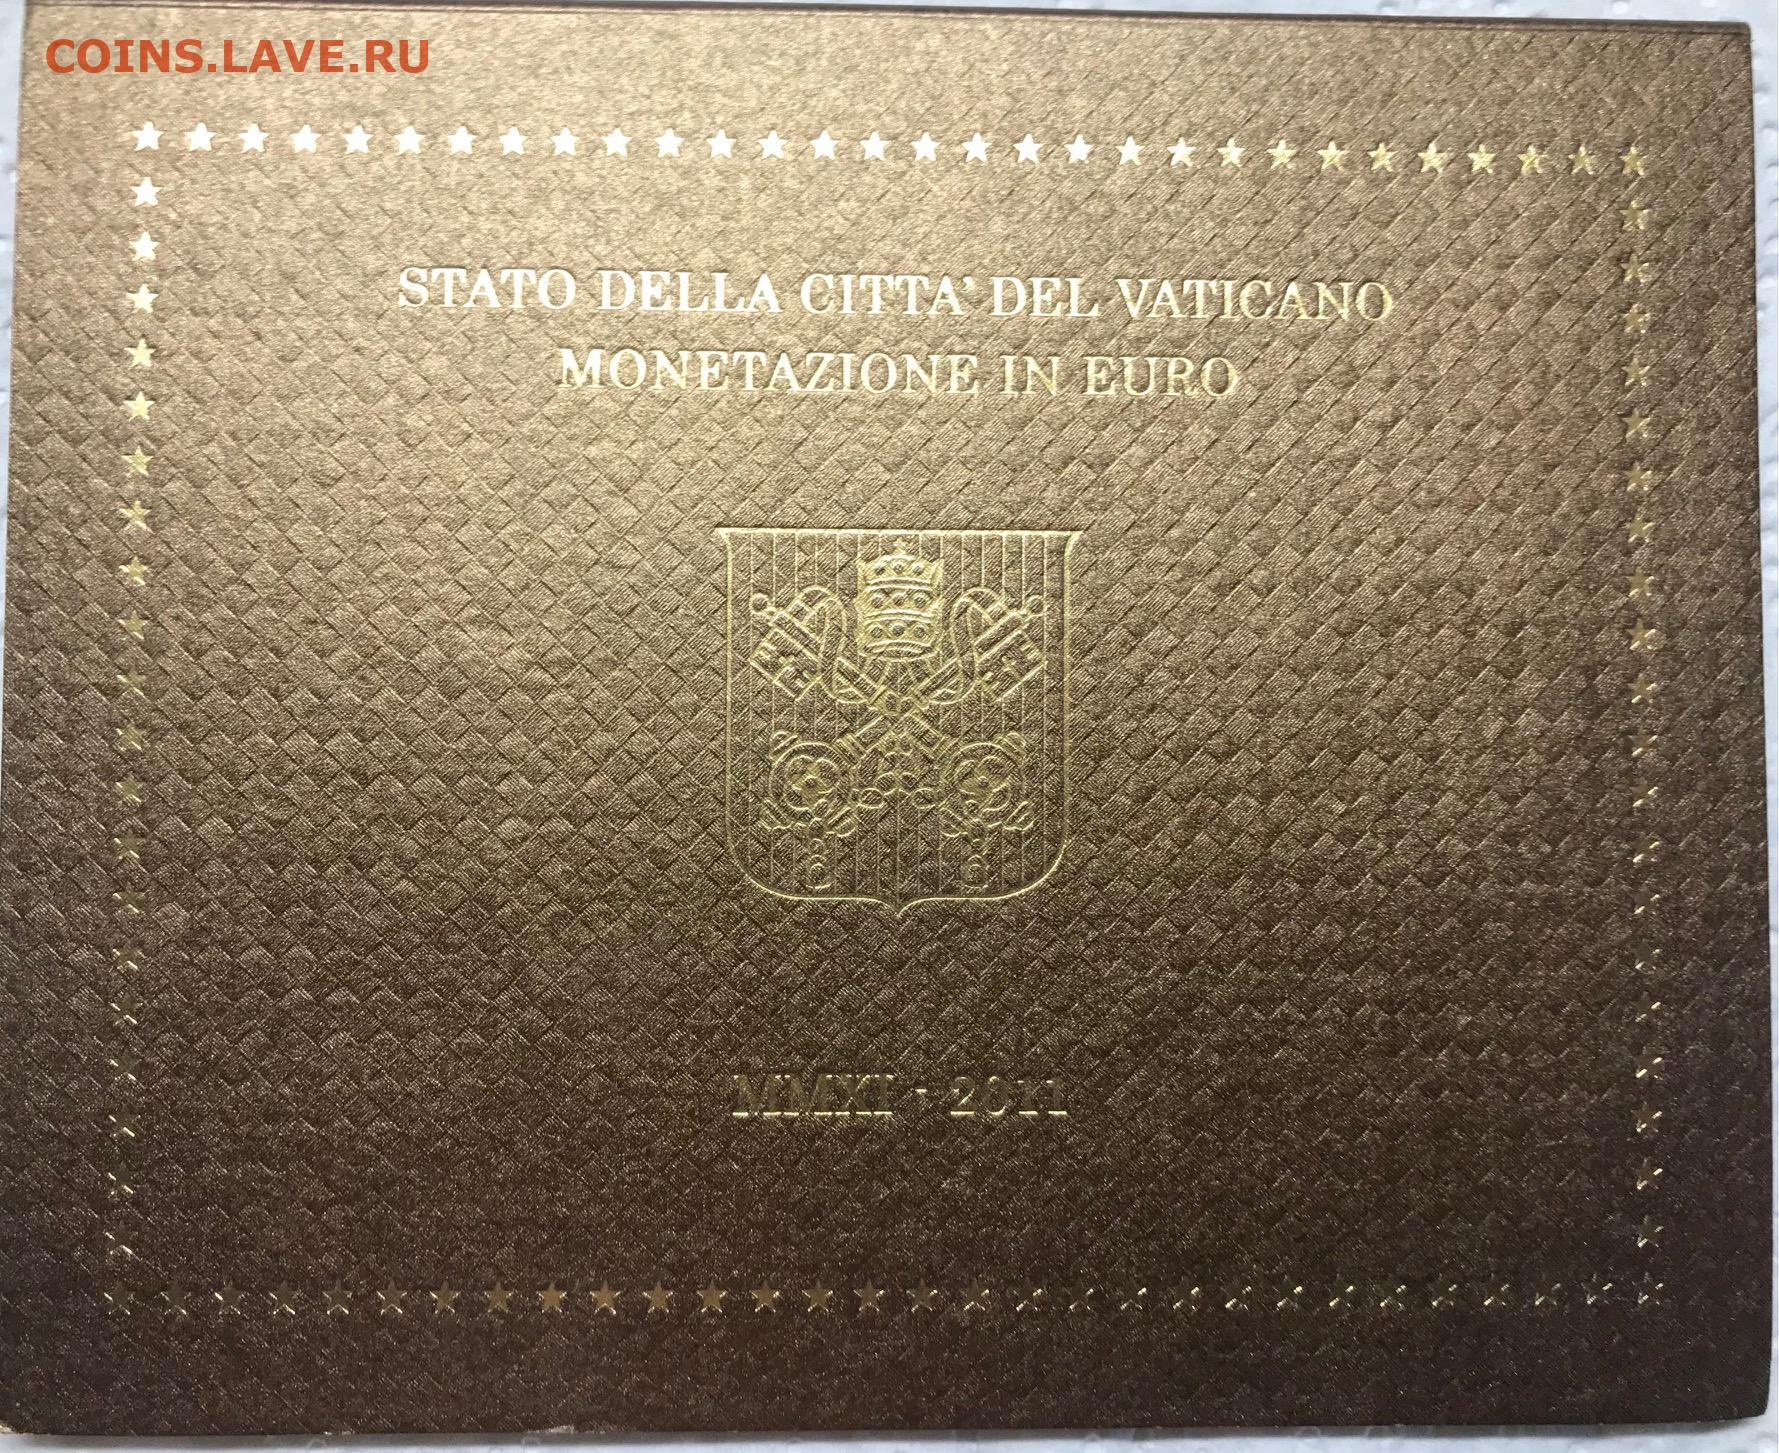 COINS.LAVE.RU
STATO DELLA CITTA' DEL VATICANO
MONETAZIONE IN EURO
MMXI - 2011